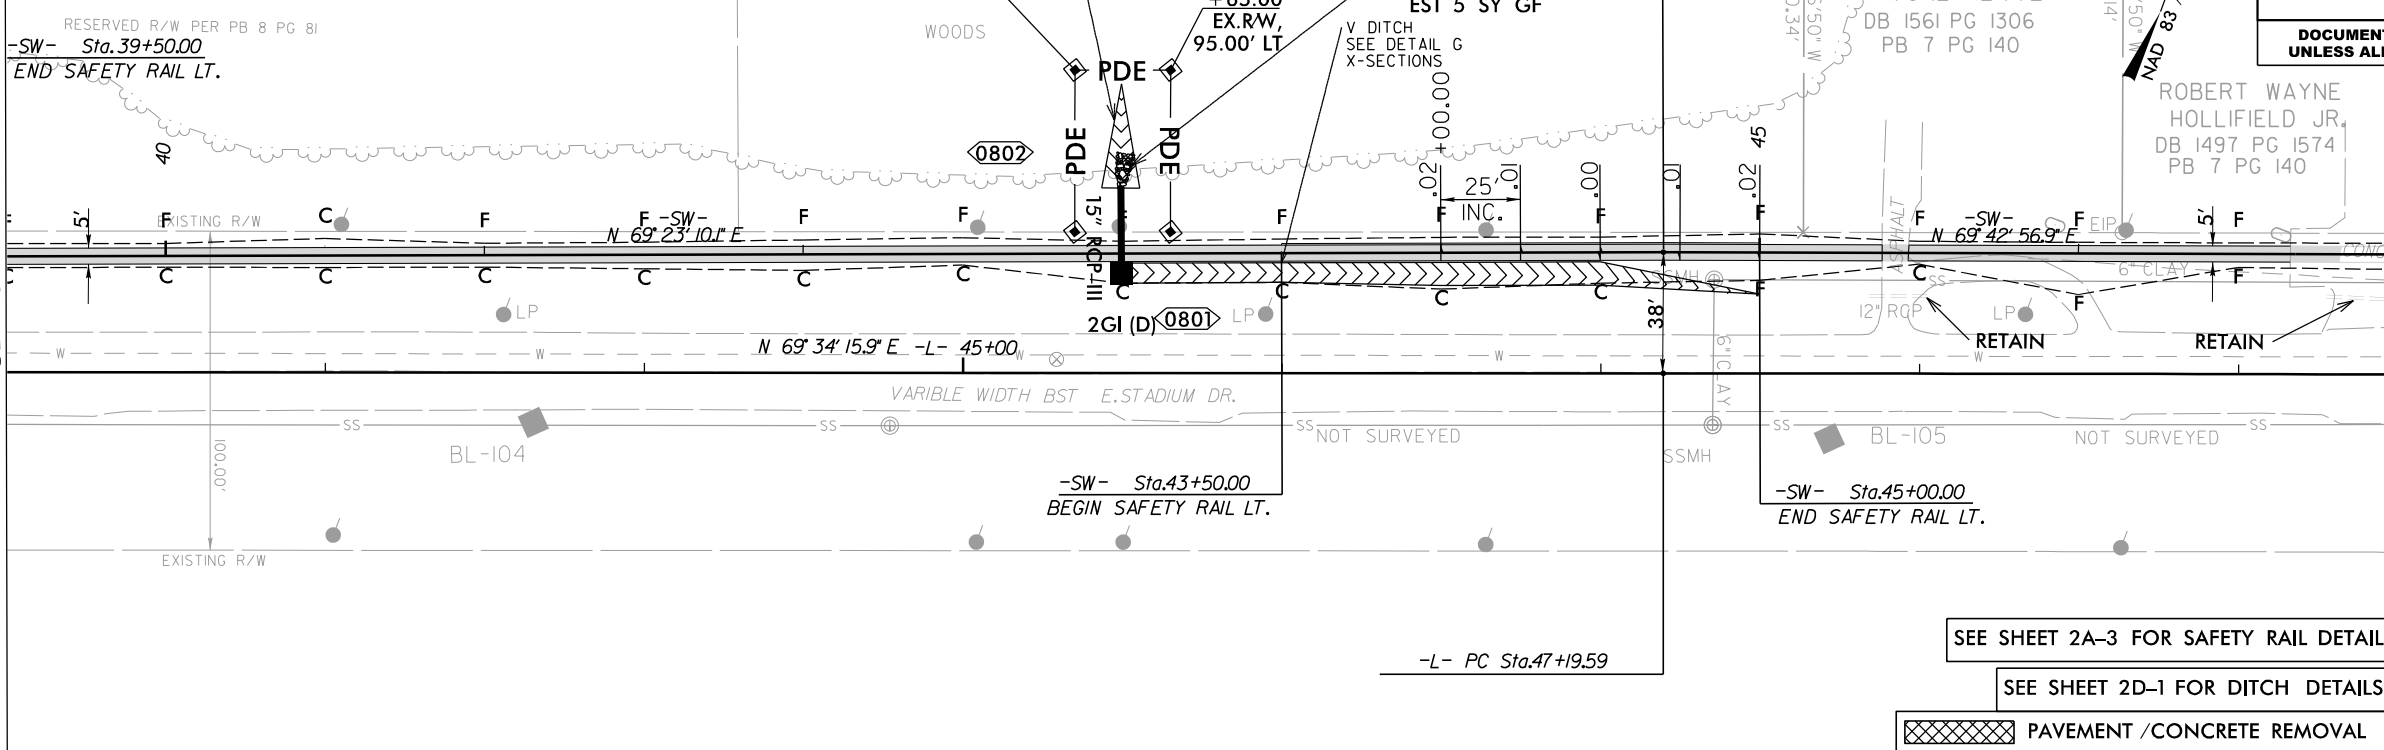 RESERVED R/W PER PB 8 PG 81
-SW- Sta.39+50.00
END SAFETY RAIL LT.
WOODS
EX.R/W,
95.00' LT
EST 5 SY GF
V DITCH
SEE DETAIL G
X-SECTIONS
DB 1561 PG 1306
PB 7 PG 140
NAD 83
DOCUMENT
UNLESS ALL
ROBERT WAYNE
HOLLIFIELD JR.
DB 1497 PG 1574
PB 7 PG 140
PDE
PDE
PDE
0802
40
45
+00.00
.02
.01
.00
.01
.02
25'
INC.
5'
F
EXISTING R/W
C
F
F
-SW-
N 69° 23' 10.1" E
F
F
F
F
F
F
F
F
F
F
ASPHALT
-SW-
N 69° 42' 56.9" E
EIP
5'
15" RCP-III
C
C
C
C
C
C
C
C
C
C
F
C
F
F
SSMH
SS
6" CLAY
CONC
LP
2GI (D)
0801
LP
38'
12" RCP
LP
RETAIN
RETAIN
W
W
N 69° 34' 15.9" E -L- 45+00
W
W
W
6" CLAY
VARIBLE WIDTH BST E.STADIUM DR.
100.00'
SS
BL-104
SS
SS
NOT SURVEYED
SSMH
SS
BL-105
NOT SURVEYED
SS
-SW- Sta.43+50.00
BEGIN SAFETY RAIL LT.
-SW- Sta.45+00.00
END SAFETY RAIL LT.
EXISTING R/W
-L- PC Sta.47+19.59
SEE SHEET 2A-3 FOR SAFETY RAIL DETAIL
SEE SHEET 2D-1 FOR DITCH DETAILS
PAVEMENT /CONCRETE REMOVAL